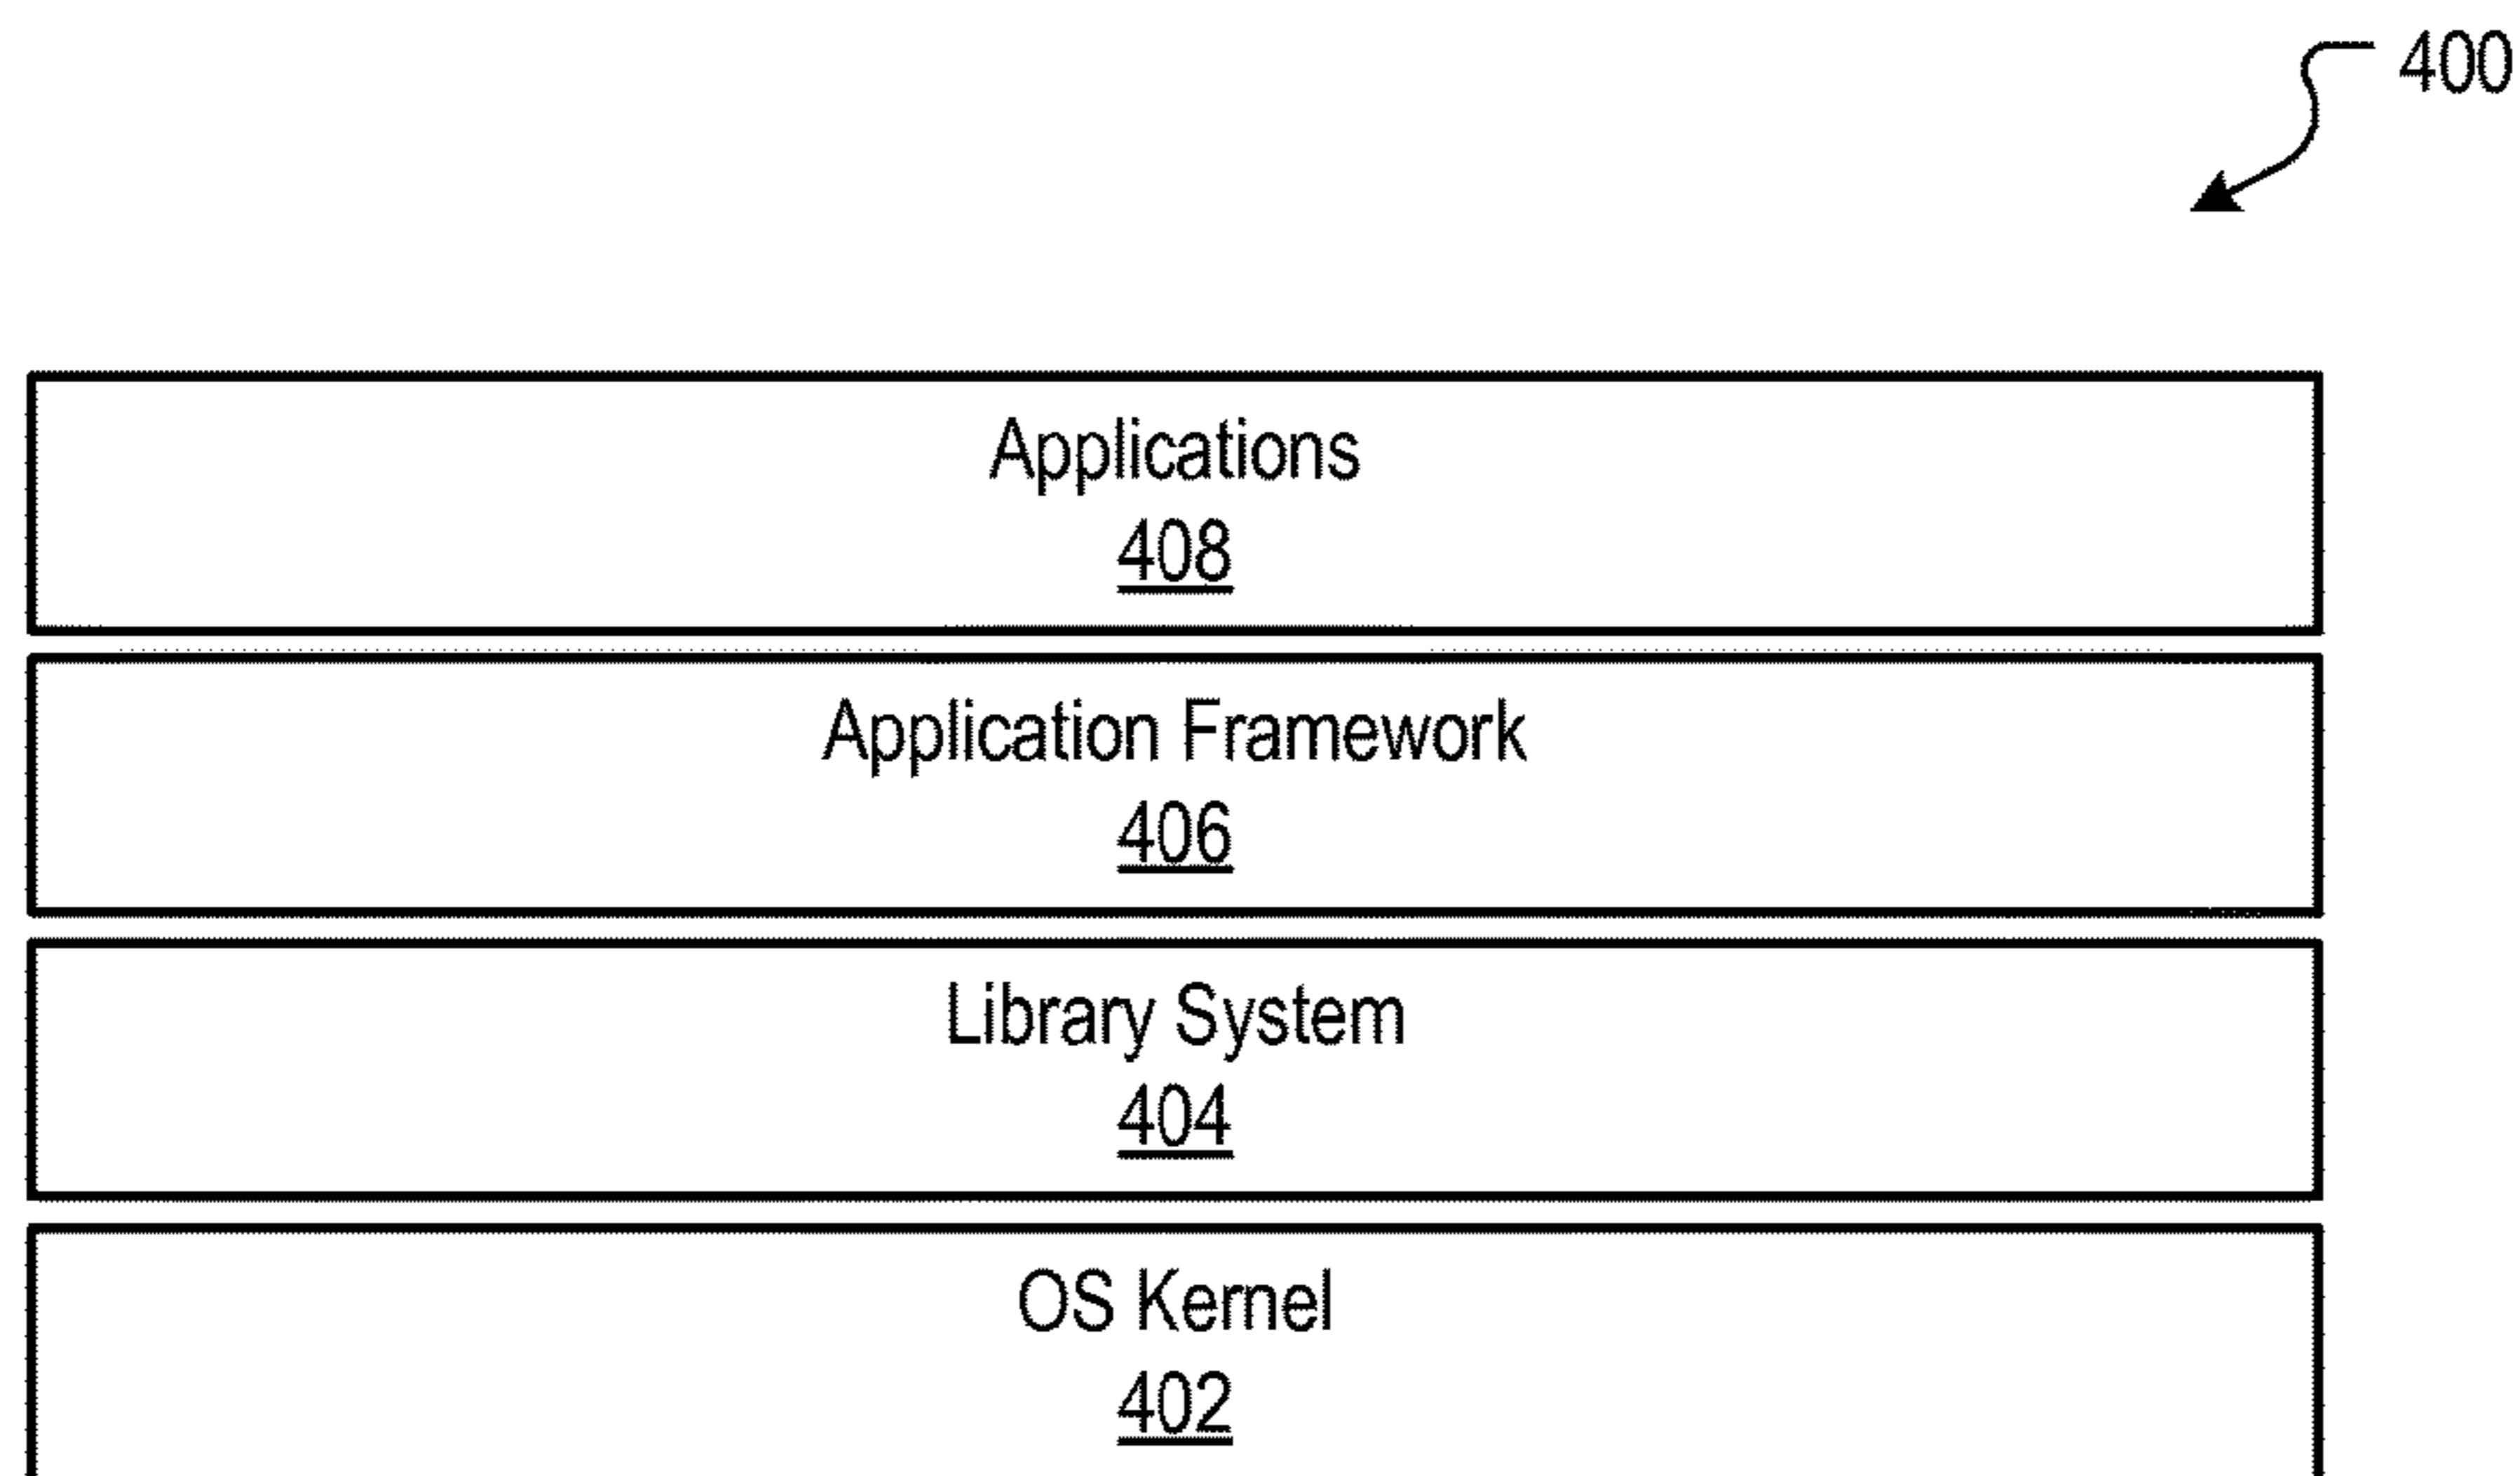 400
Applications
408
Application Framework
406
Library System
404
OS Kernel
402